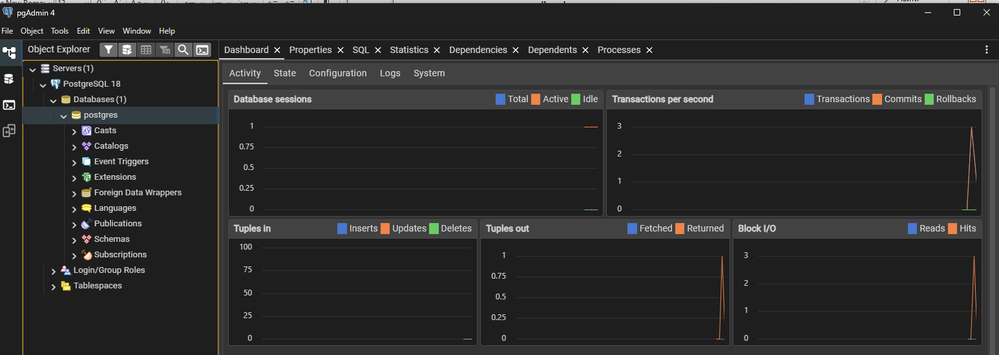 12
pgAdmin 4
File Object Tools Edit View Window Help
Object Explorer
Servers (1)
PostgreSQL 18
Databases (1)
postgres
Casts
Catalogs
Event Triggers
Extensions
Foreign Data Wrappers
Languages
Publications
Schemas
Subscriptions
Login/Group Roles
Tablespaces
Dashboard Properties SQL Statistics Dependencies Dependents Processes
Activity State Configuration Logs System
Database sessions Total Active Idle
1
0.75
0.5
0.25
0
Transactions per second Transactions Commits Rollbacks
3
2
1
0
Tuples in Inserts Updates Deletes
100
75
50
25
0
Tuples out Fetched Returned
1
0.75
0.5
0.25
0
Block I/O Reads Hits
3
2
1
0